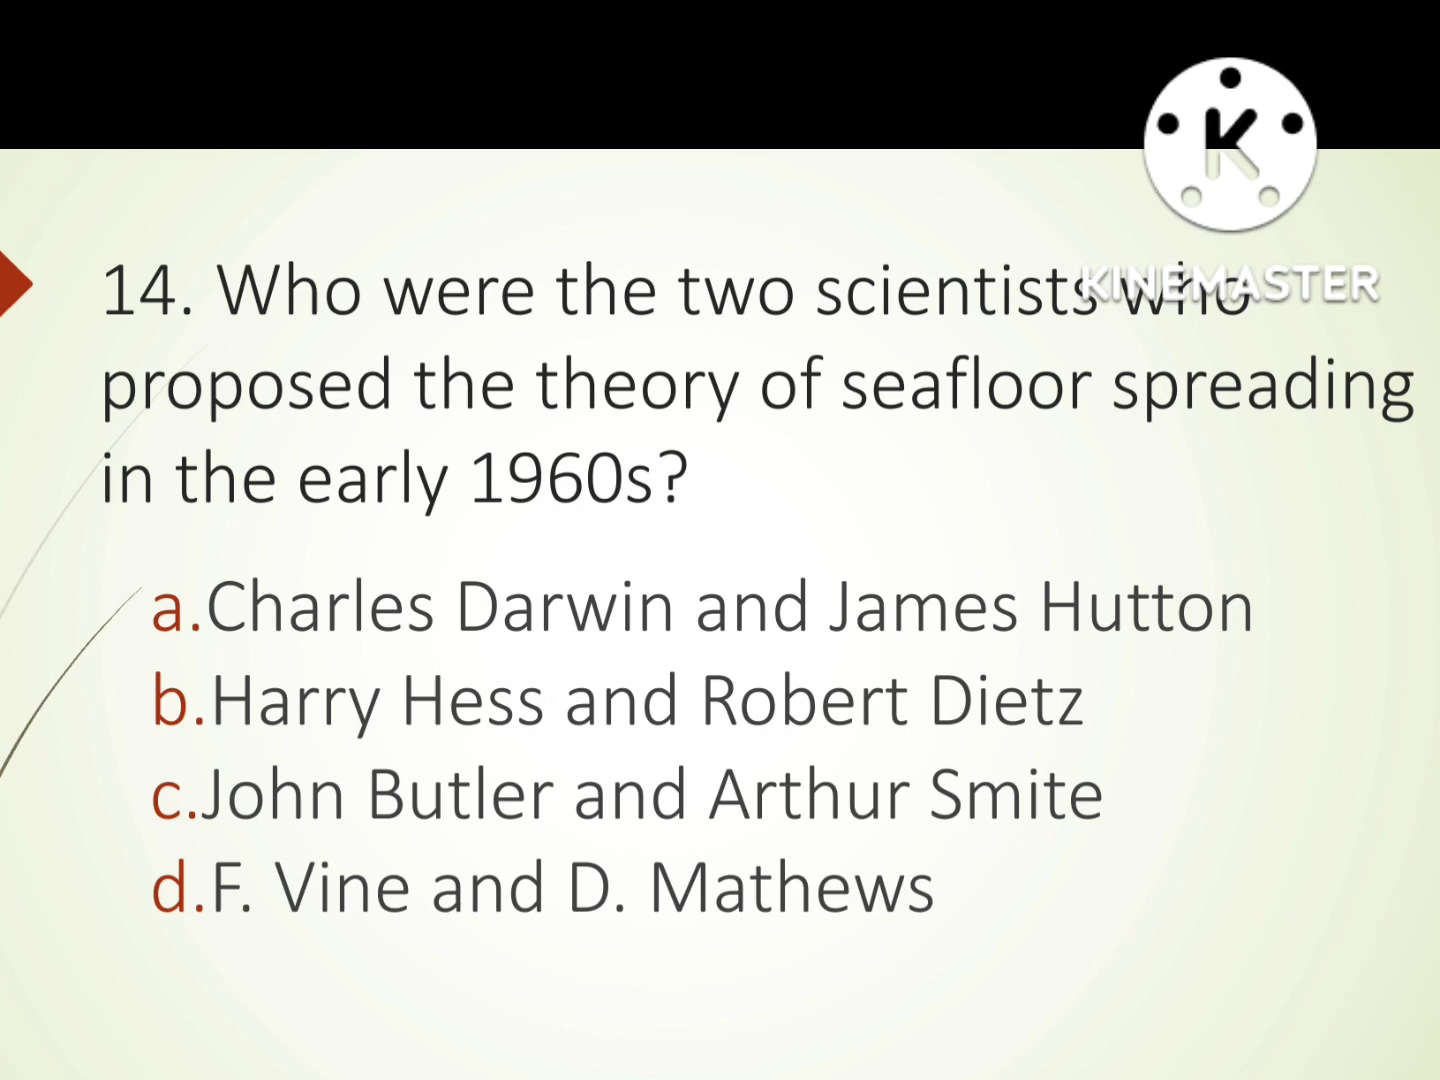 KINEMASTER
14. Who were the two scientists who
proposed the theory of seafloor spreading
in the early 1960s?
a.Charles Darwin and James Hutton
b.Harry Hess and Robert Dietz
c.John Butler and Arthur Smite
d.F. Vine and D. Mathews